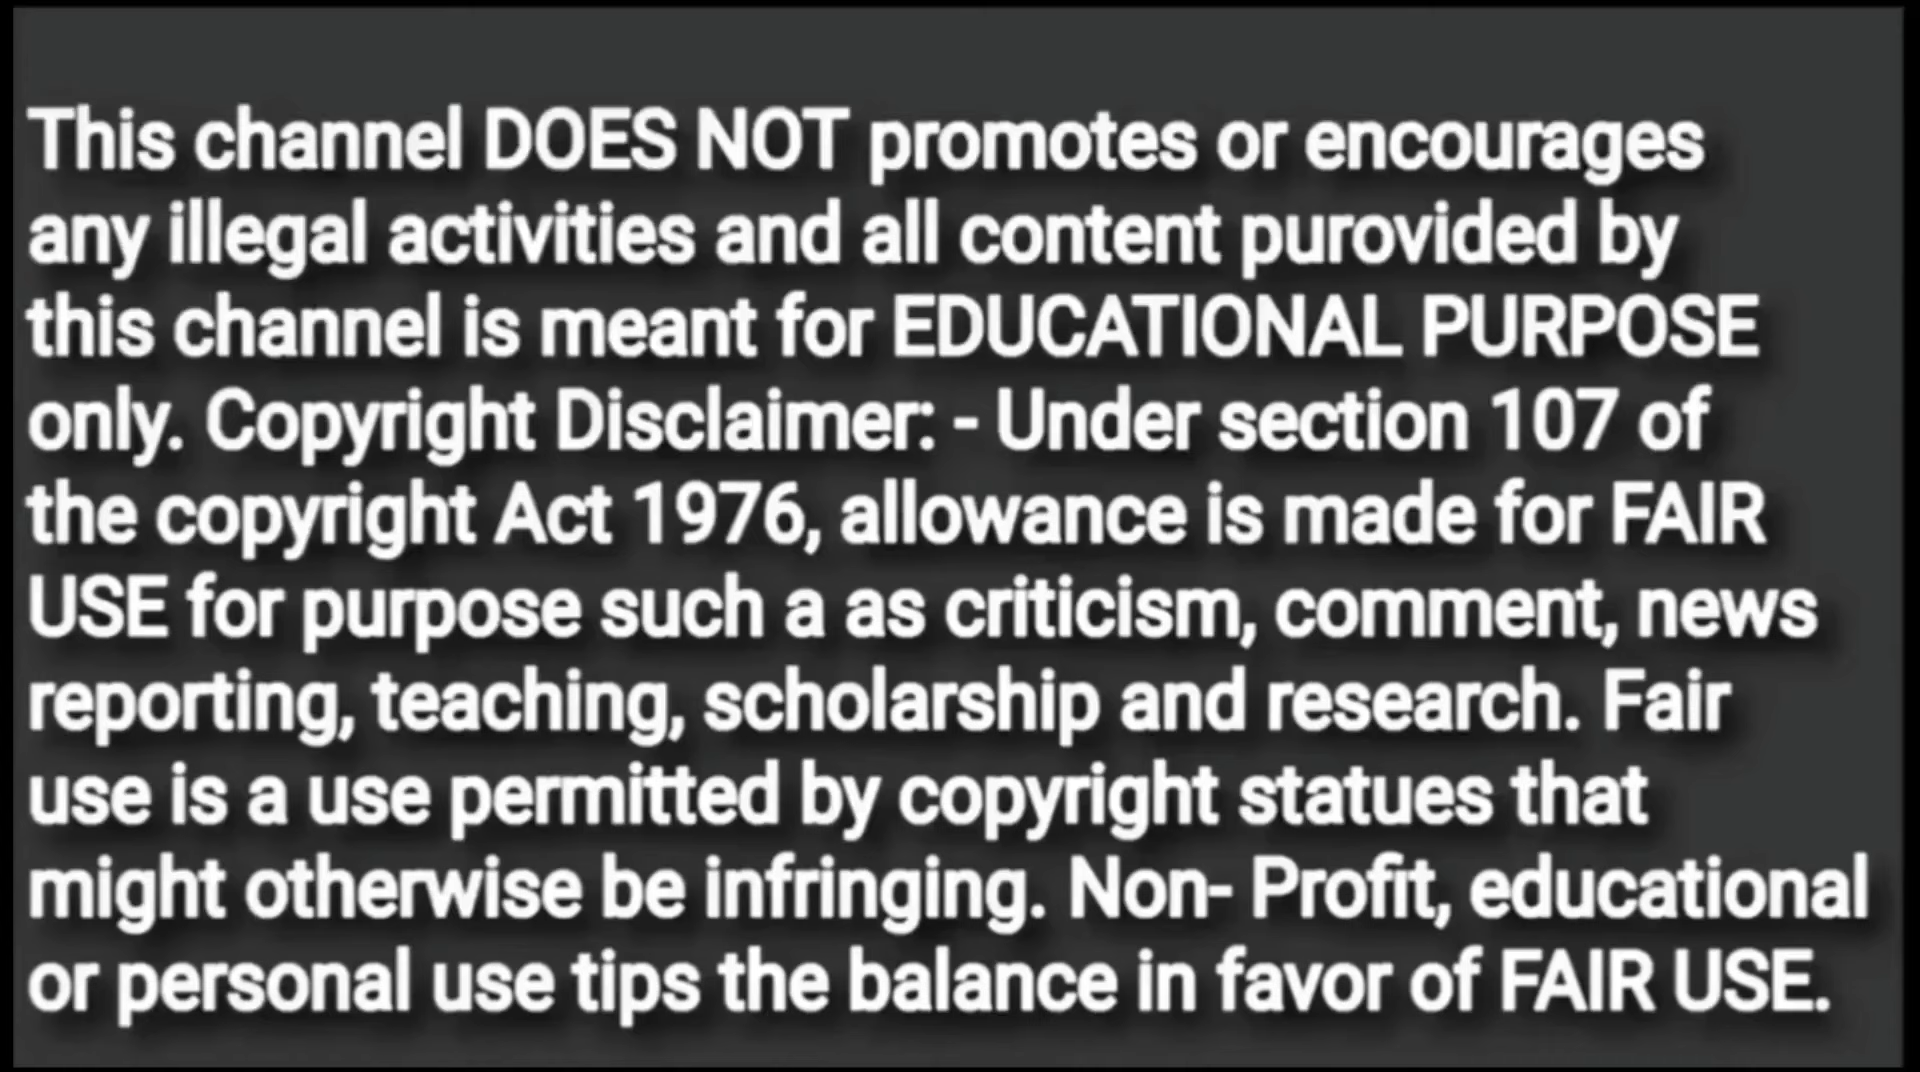 This channel DOES NOT promotes or encourages
any illegal activities and all content purovided by
this channel is meant for EDUCATIONAL PURPOSE
only. Copyright Disclaimer: - Under section 107 of
the copyright Act 1976, allowance is made for FAIR
USE for purpose such a as criticism, comment, news
reporting, teaching, scholarship and research. Fair
use is a use permitted by copyright statues that
might otherwise be infringing. Non- Profit, educational
or personal use tips the balance in favor of FAIR USE.